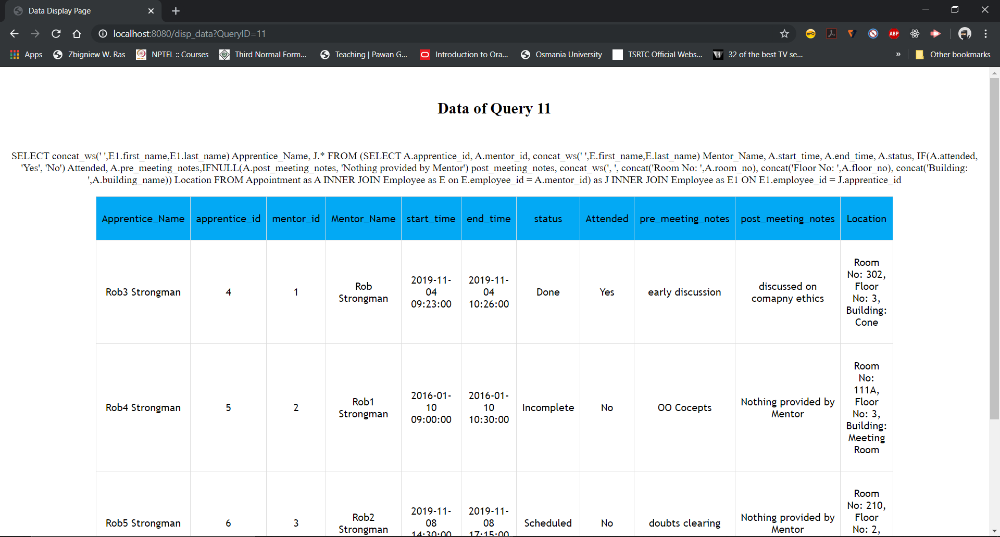 Data Display Page
localhost:8080/disp_data?QueryID=11
ABP
Apps
Zbigniew W. Ras
NPTEL :: Courses
Third Normal Form...
Teaching | Pawan G...
Introduction to Ora...
Osmania University
TSRTC Official Webs...
32 of the best TV se...
»
Other bookmarks
Data of Query 11
SELECT concat_ws(' ',E1.first_name,E1.last_name) Apprentice_Name, J.* FROM (SELECT A.apprentice_id, A.mentor_id, concat_ws(' ',E.first_name,E.last_name) Mentor_Name, A.start_time, A.end_time, A.status, IF(A.attended,
'Yes', 'No') Attended, A.pre_meeting_notes,IFNULL(A.post_meeting_notes, 'Nothing provided by Mentor') post_meeting_notes, concat_ws(', ', concat('Room No: ',A.room_no), concat('Floor No: ',A.floor_no), concat('Building:
',A.building_name)) Location FROM Appointment as A INNER JOIN Employee as E on E.employee_id = A.mentor_id) as J INNER JOIN Employee as E1 ON E1.employee_id = J.apprentice_id
Apprentice_Name apprentice_id mentor_id Mentor_Name start_time end_time status Attended pre_meeting_notes post_meeting_notes Location
Rob3 Strongman
4
1
Rob
Strongman
2019-11-
04
09:23:00
2019-11-
04
10:26:00
Done
Yes
early discussion
discussed on
comapny ethics
Room
No: 302,
Floor
No: 3,
Building:
Cone
Rob4 Strongman
5
2
Rob1
Strongman
2016-01-
10
09:00:00
2016-01-
10
10:30:00
Incomplete
No
OO Cocepts
Nothing provided by
Mentor
Room
No:
111A,
Floor
No: 3,
Building:
Meeting
Room
Rob5 Strongman
6
3
Rob2
Strongman
2019-11-
08
14:30:00
2019-11-
08
17:15:00
Scheduled
No
doubts clearing
Nothing provided by
Mentor
Room
No: 210,
Floor
No: 2,